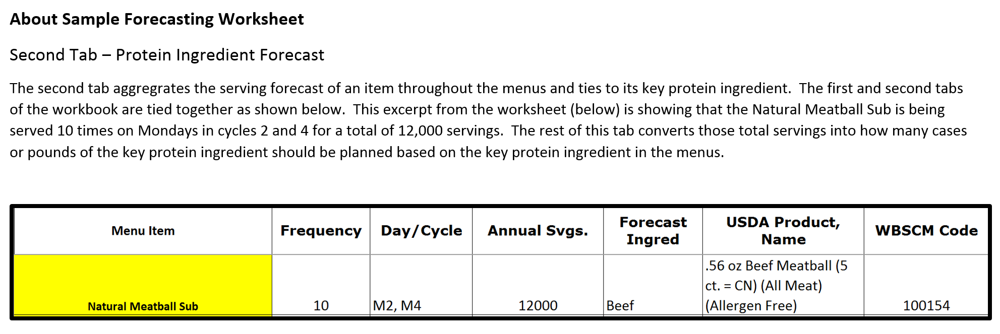 About Sample Forecasting Worksheet
Second Tab – Protein Ingredient Forecast
The second tab aggregrates the serving forecast of an item throughout the menus and ties to its key protein ingredient.  The first and second tabs
of the workbook are tied together as shown below.  This excerpt from the worksheet (below) is showing that the Natural Meatball Sub is being
served 10 times on Mondays in cycles 2 and 4 for a total of 12,000 servings.  The rest of this tab converts those total servings into how many cases
or pounds of the key protein ingredient should be planned based on the key protein ingredient in the menus.
Menu Item
Frequency
Day/Cycle
Annual Svgs.
Forecast
Ingred
USDA Product,
Name
WBSCM Code
Natural Meatball Sub
10
M2, M4
12000
Beef
.56 oz Beef Meatball (5
ct. = CN) (All Meat)
(Allergen Free)
100154